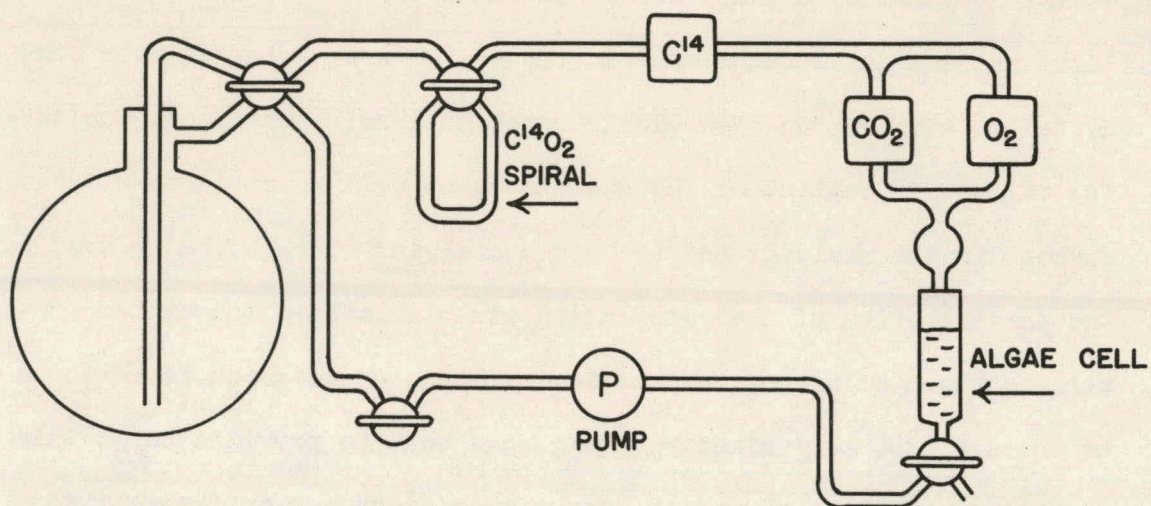 C¹⁴
CO₂
O₂
C¹⁴O₂
SPIRAL
ALGAE CELL
P
PUMP